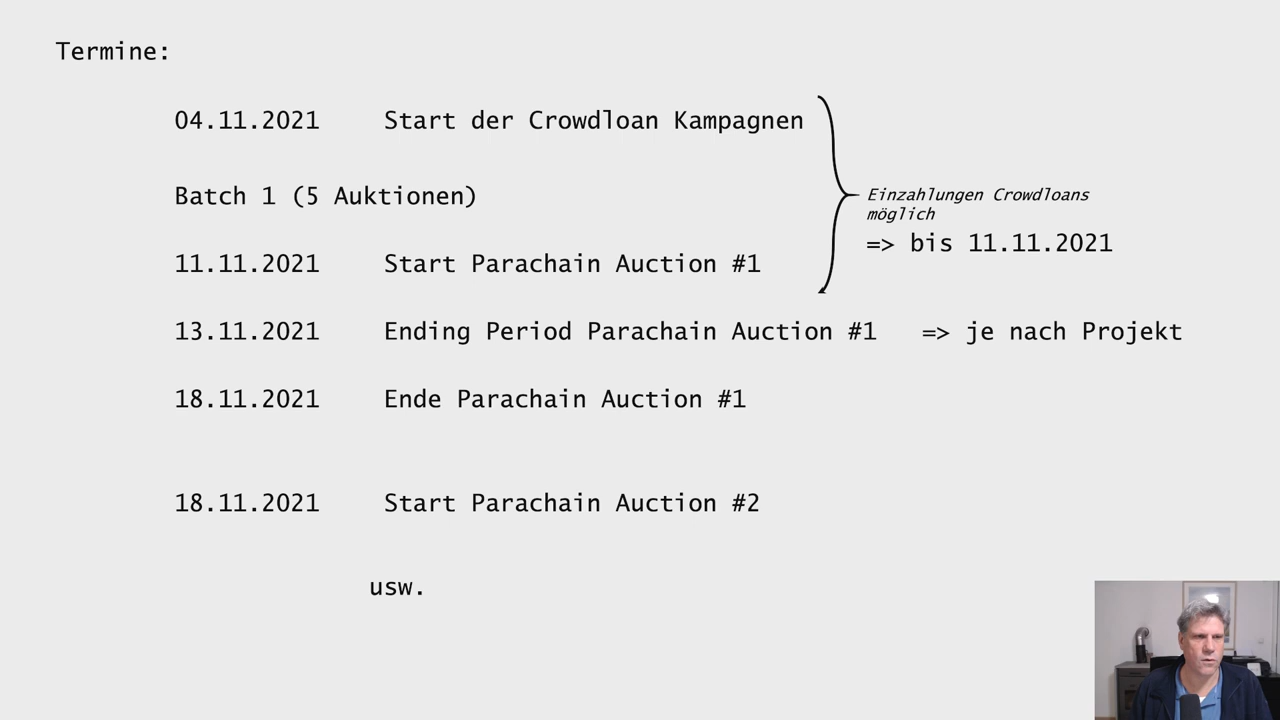 Termine:
04.11.2021 Start der Crowdloan Kampagnen
Batch 1 (5 Auktionen)
Einzahlungen Crowdloans
möglich
=> bis 11.11.2021
11.11.2021 Start Parachain Auction #1
13.11.2021 Ending Period Parachain Auction #1 => je nach Projekt
18.11.2021 Ende Parachain Auction #1
18.11.2021 Start Parachain Auction #2
usw.